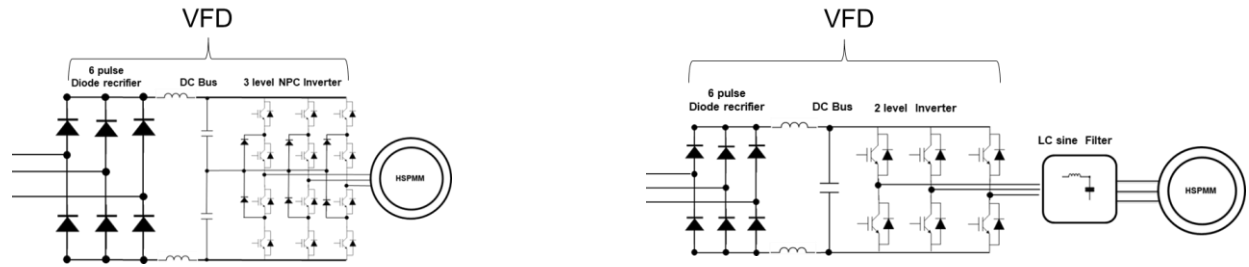 VFD
6 pulse
Diode recrifier
DC Bus
3 level NPC Inverter
HSPMM
VFD
6 pulse
Diode recrifier
DC Bus
2 level Inverter
LC sine Filter
HSPMM